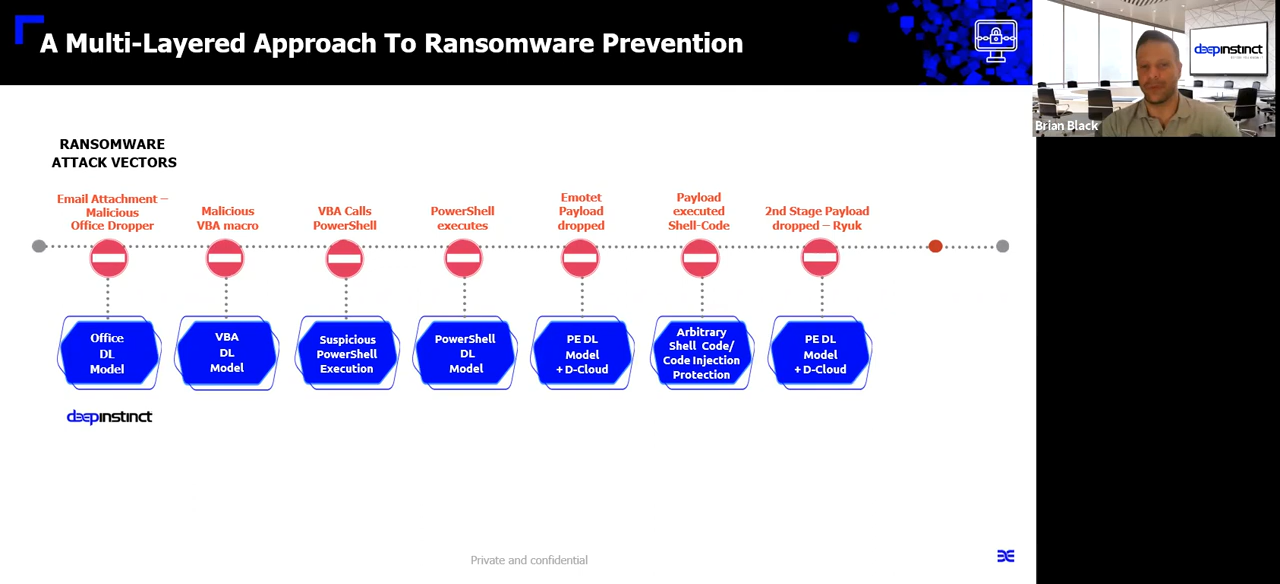 A Multi-Layered Approach To Ransomware Prevention
deepinstinct
Brian Black
RANSOMWARE
ATTACK VECTORS
Email Attachment –
Malicious
Office Dropper
Malicious
VBA macro
VBA Calls
PowerShell
PowerShell
executes
Emotet
Payload
dropped
Payload
executed
Shell-Code
2nd Stage Payload
dropped – Ryuk
Office
DL
Model
VBA
DL
Model
Suspicious
PowerShell
Execution
PowerShell
DL
Model
PE DL
Model
+ D-Cloud
Arbitrary
Shell Code/
Code Injection
Protection
PE DL
Model
+ D-Cloud
deepinstinct
Private and confidential